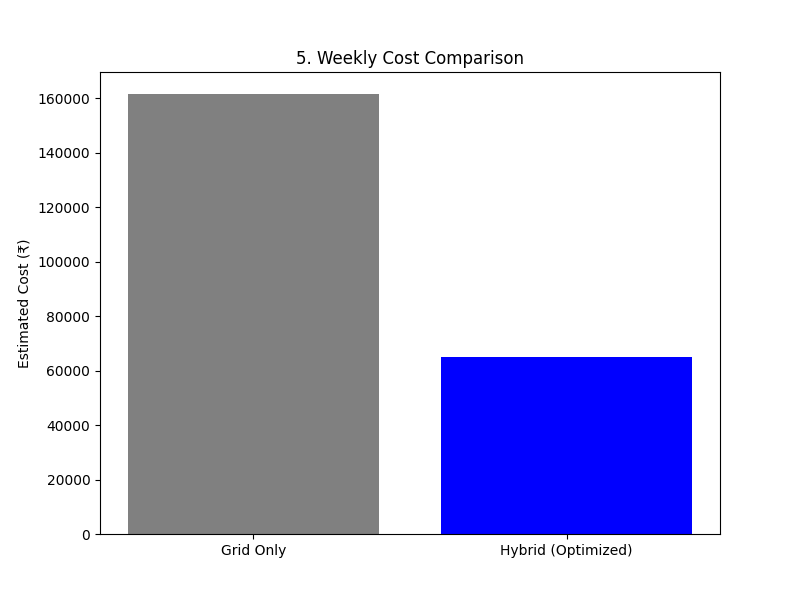 5. Weekly Cost Comparison
Estimated Cost (₹)
160000
140000
120000
100000
80000
60000
40000
20000
0
Grid Only
Hybrid (Optimized)